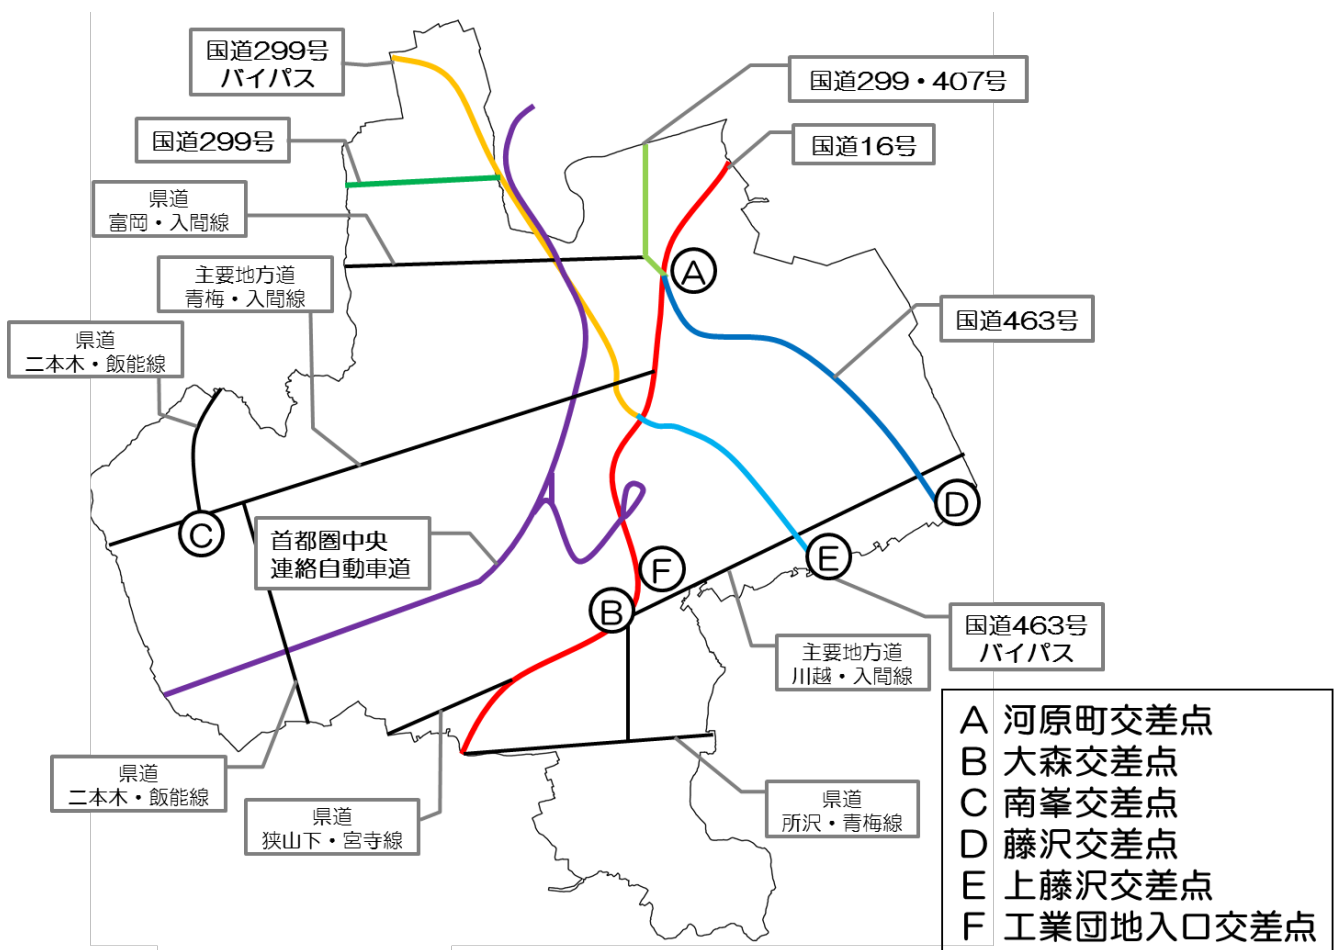 国道299号
バイパス
国道299・407号
国道299号
国道16号
県道
富岡・入間線
主要地方道
青梅・入間線
A
国道463号
県道
二本木・飯能線
D
C
首都圏中央
連絡自動車道
E
F
B
国道463号
バイパス
主要地方道
川越・入間線
県道
二本木・飯能線
県道
狭山下・宮寺線
県道
所沢・青梅線
A 河原町交差点
B 大森交差点
C 南峯交差点
D 藤沢交差点
E 上藤沢交差点
F 工業団地入口交差点